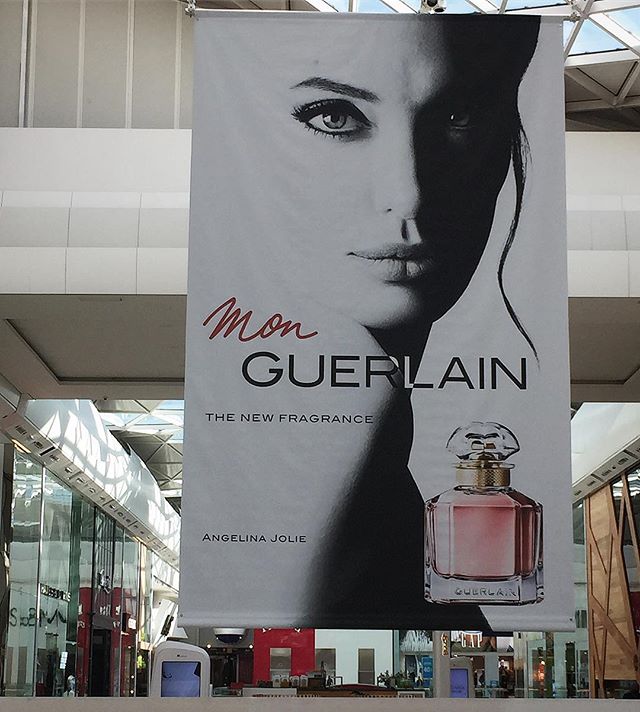 Mon
GUERLAIN
THE NEW FRAGRANCE
ANGELINA JOLIE
GUERLAIN